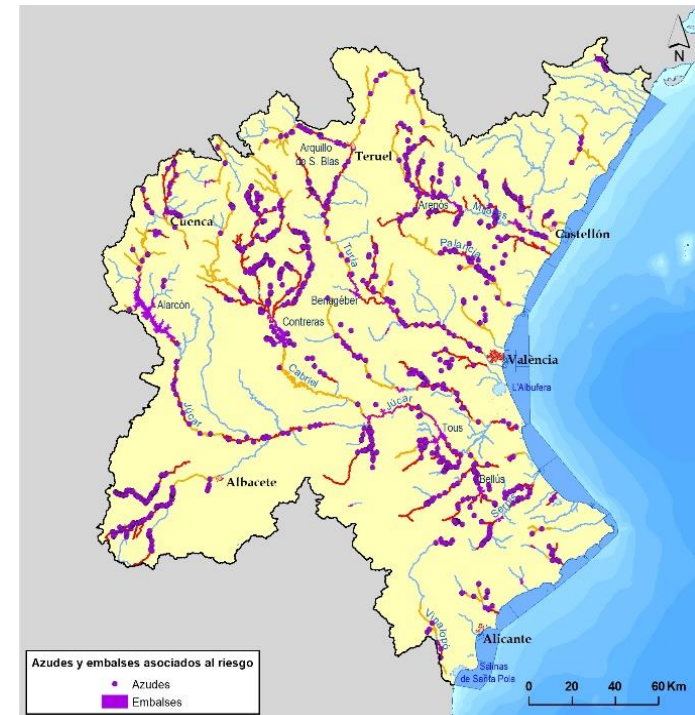 N
Teruel
Arquillo
de S. Blas
Arenós
Mijares
Cuenca
Castellón
Palancia
Turia
Alarcón
Benagéber
Contreras
València
Cabriel
L'Albufera
Júcar
Júcar
Tous
Albacete
Bellús
Serpis
Vinalopó
Alicante
Salinas
de Santa Pola
Azudes y embalses asociados al riesgo
Azudes
Embalses
0 20 40 60 Km